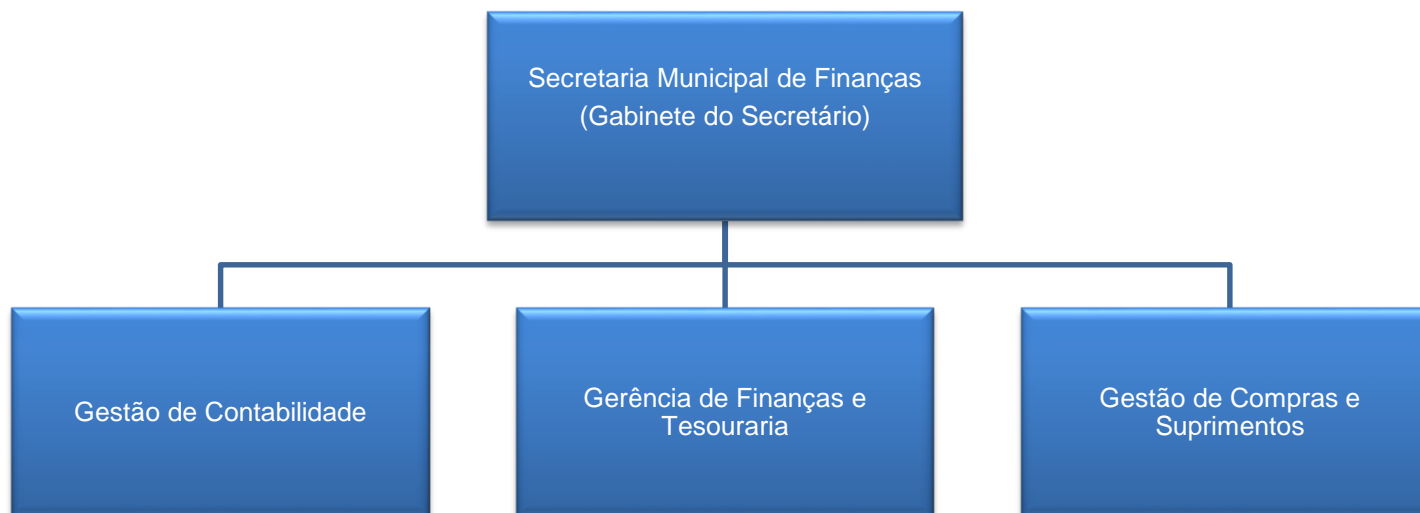 Secretaria Municipal de Finanças
(Gabinete do Secretário)
Gestão de Contabilidade
Gerência de Finanças e
Tesouraria
Gestão de Compras e
Suprimentos